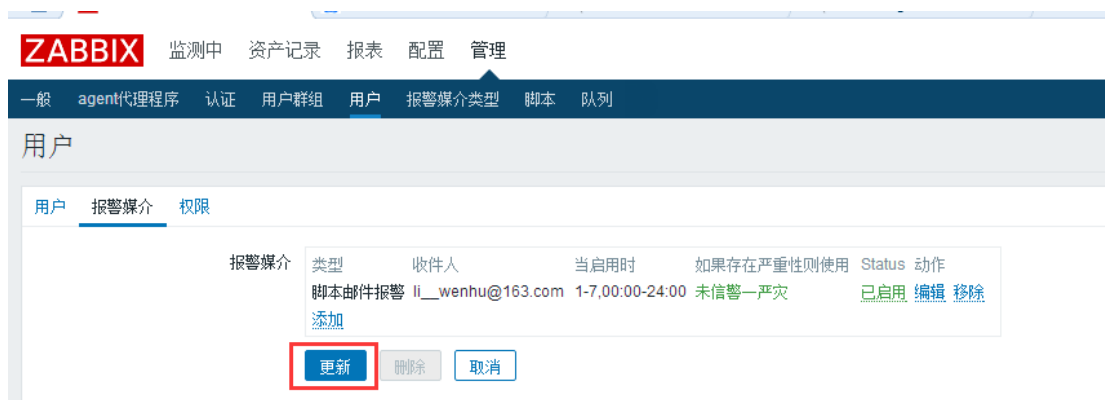 ZABBIX 监测中 资产记录 报表 配置 管理
一般 agent代理程序 认证 用户群组 用户 报警媒介类型 脚本 队列
用户
用户 报警媒介 权限
报警媒介 类型 收件人 当启用时 如果存在严重性则使用 Status 动作
脚本邮件报警 li__wenhu@163.com 1-7,00:00-24:00 未信警一严灾 已启用 编辑 移除
添加
更新 删除 取消